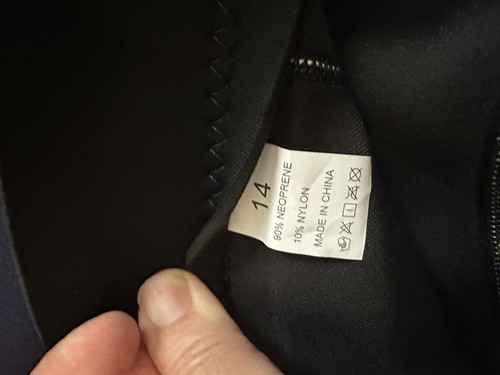 14
90% NEOPRENE
10% NYLON
MADE IN CHINA